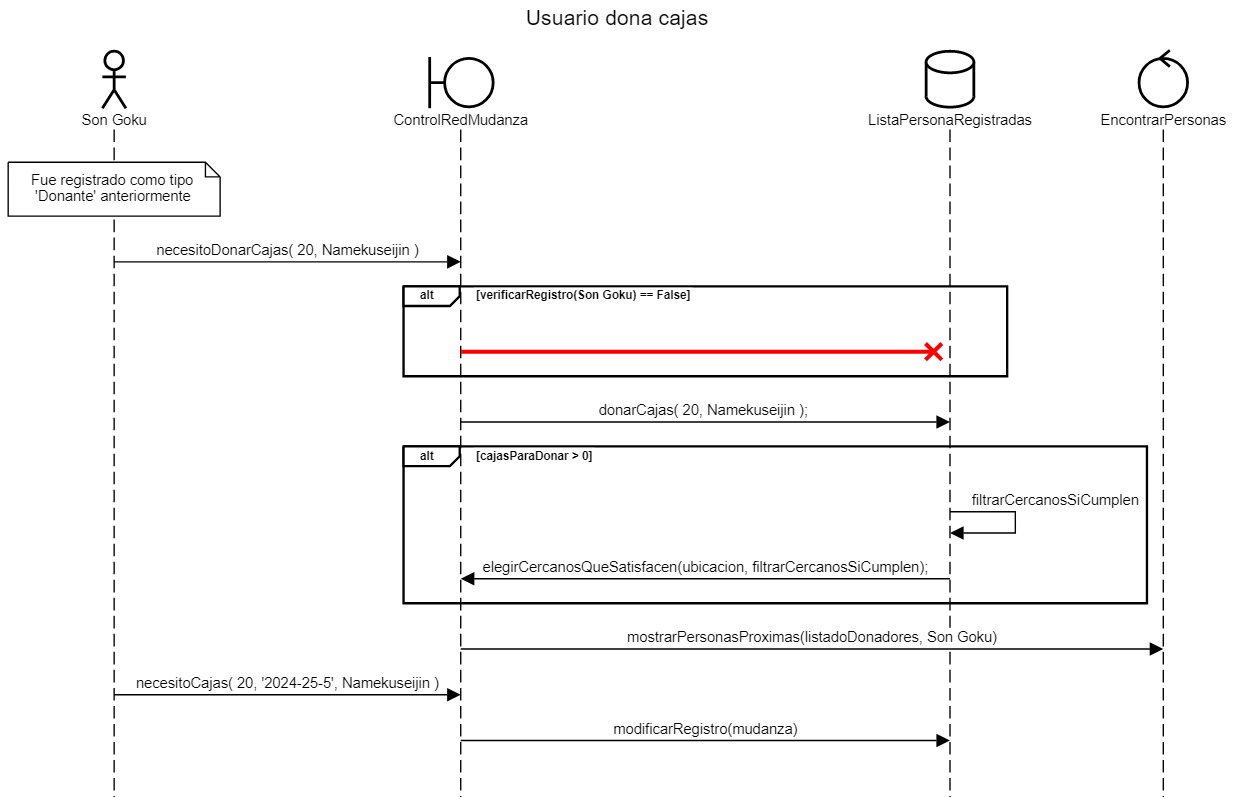 Usuario dona cajas
Son Goku
ControlRedMudanza
ListaPersonaRegistradas
EncontrarPersonas
Fue registrado como tipo
'Donante' anteriormente
necesitoDonarCajas( 20, Namekuseijin )
alt
[verificarRegistro(Son Goku) == False]
donarCajas( 20, Namekuseijin );
alt
[cajasParaDonar > 0]
filtrarCercanosSiCumplen
elegirCercanosQueSatisfacen(ubicacion, filtrarCercanosSiCumplen);
mostrarPersonasProximas(listadoDonadores, Son Goku)
necesitoCajas( 20, '2024-25-5', Namekuseijin )
modificarRegistro(mudanza)